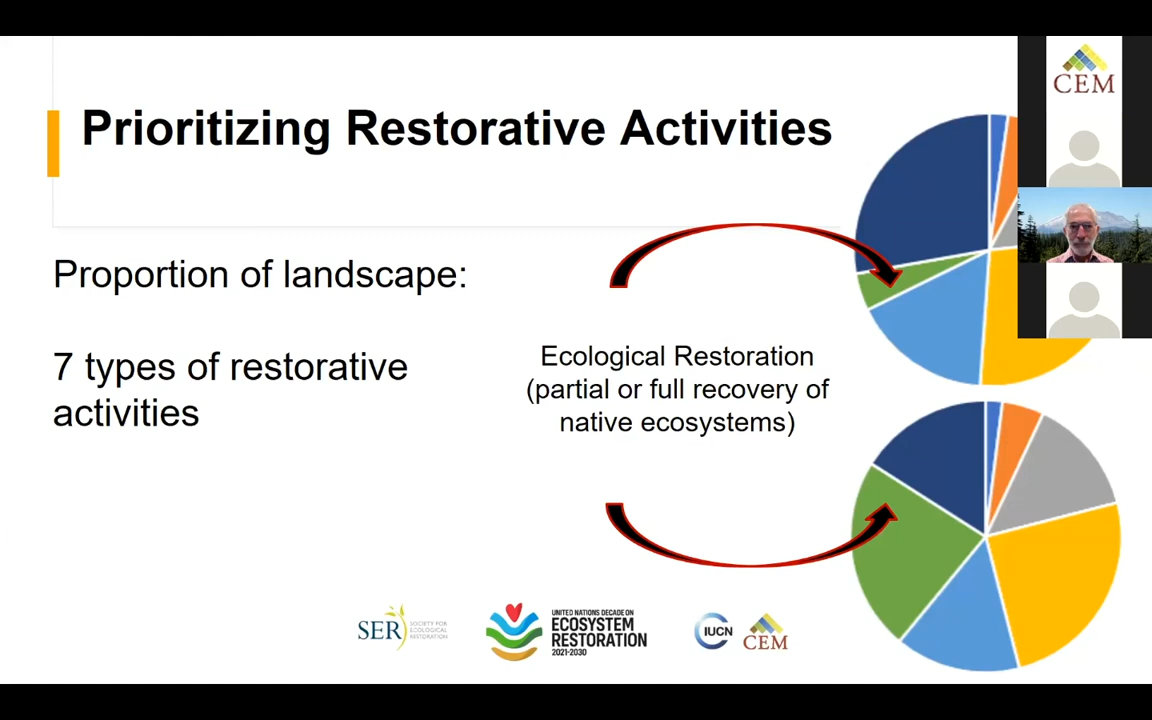 Prioritizing Restorative Activities
CEM
Proportion of landscape:
7 types of restorative
activities
Ecological Restoration
(partial or full recovery of
native ecosystems)
SER
SOCIETY FOR
ECOLOGICAL
RESTORATION
UNITED NATIONS DECADE ON
ECOSYSTEM
RESTORATION
2021-2030
IUCN
CEM